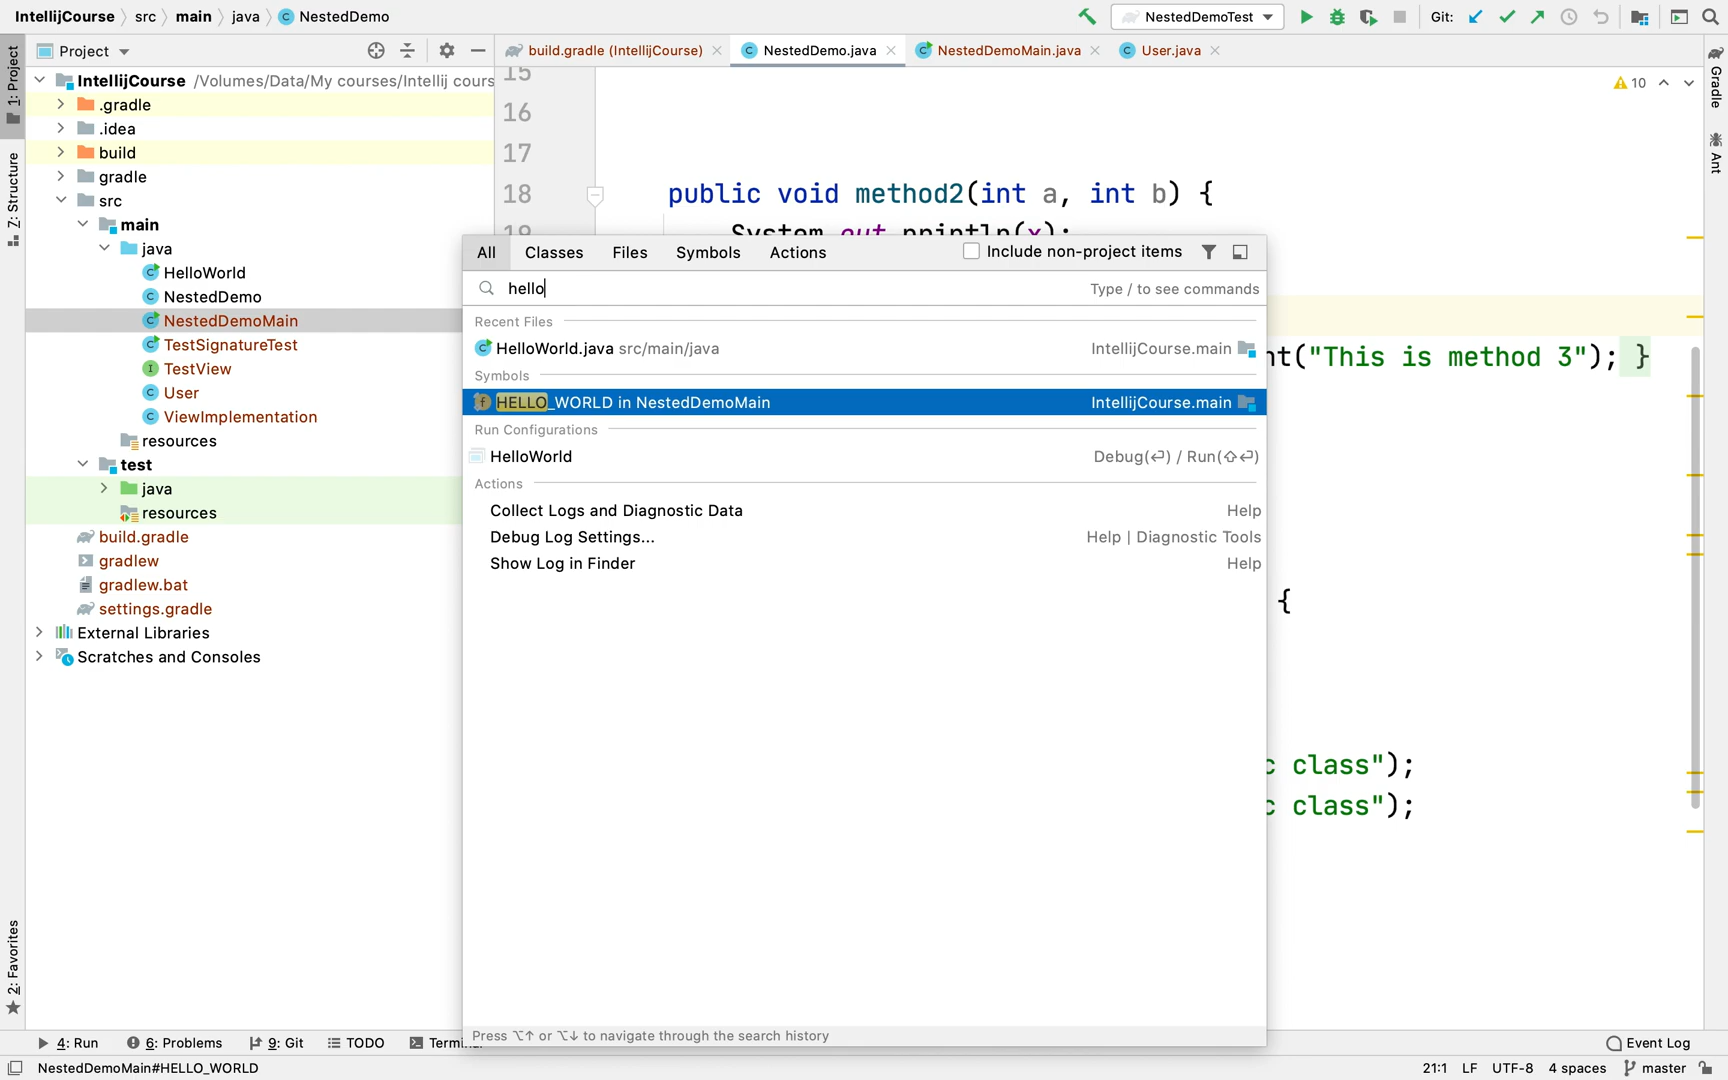 IntellijCourse src main java NestedDemo
NestedDemoTest Git:
1: Project
Z: Structure
2: Favorites
Project
IntellijCourse /Volumes/Data/My courses/Intellij cours
.gradle
.idea
build
gradle
src
main
java
HelloWorld
NestedDemo
NestedDemoMain
TestSignatureTest
TestView
User
ViewImplementation
resources
test
java
resources
build.gradle
gradlew
gradlew.bat
settings.gradle
External Libraries
Scratches and Consoles
build.gradle (IntellijCourse) NestedDemo.java NestedDemoMain.java User.java
10
15
16
17
18 public void method2(int a, int b) {
19 System.out.println(x);
nt("This is method 3"); }
{
c class");
c class");
All Classes Files Symbols Actions Include non-project items
hello Type / to see commands
Recent Files
HelloWorld.java src/main/java IntellijCourse.main
Symbols
HELLO_WORLD in NestedDemoMain IntellijCourse.main
Run Configurations
HelloWorld Debug(⏎) / Run(⇧⏎)
Actions
Collect Logs and Diagnostic Data Help
Debug Log Settings... Help | Diagnostic Tools
Show Log in Finder Help
Press ⌥↑ or ⌥↓ to navigate through the search history
Gradle
Ant
4: Run 6: Problems 9: Git TODO Termin
Event Log
NestedDemoMain#HELLO_WORLD
21:1 LF UTF-8 4 spaces master